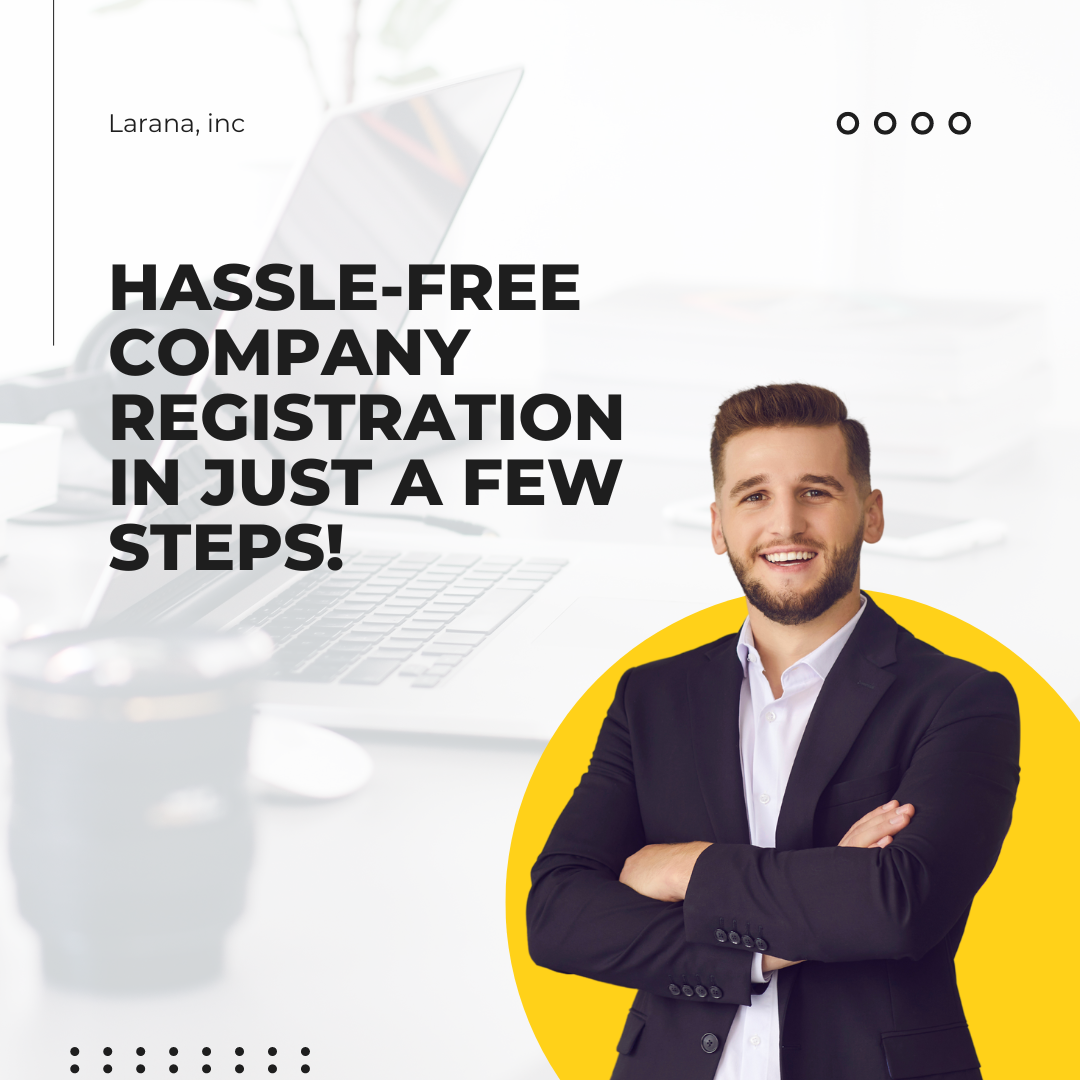 Larana, inc
HASSLE-FREE
COMPANY
REGISTRATION
IN JUST A FEW
STEPS!